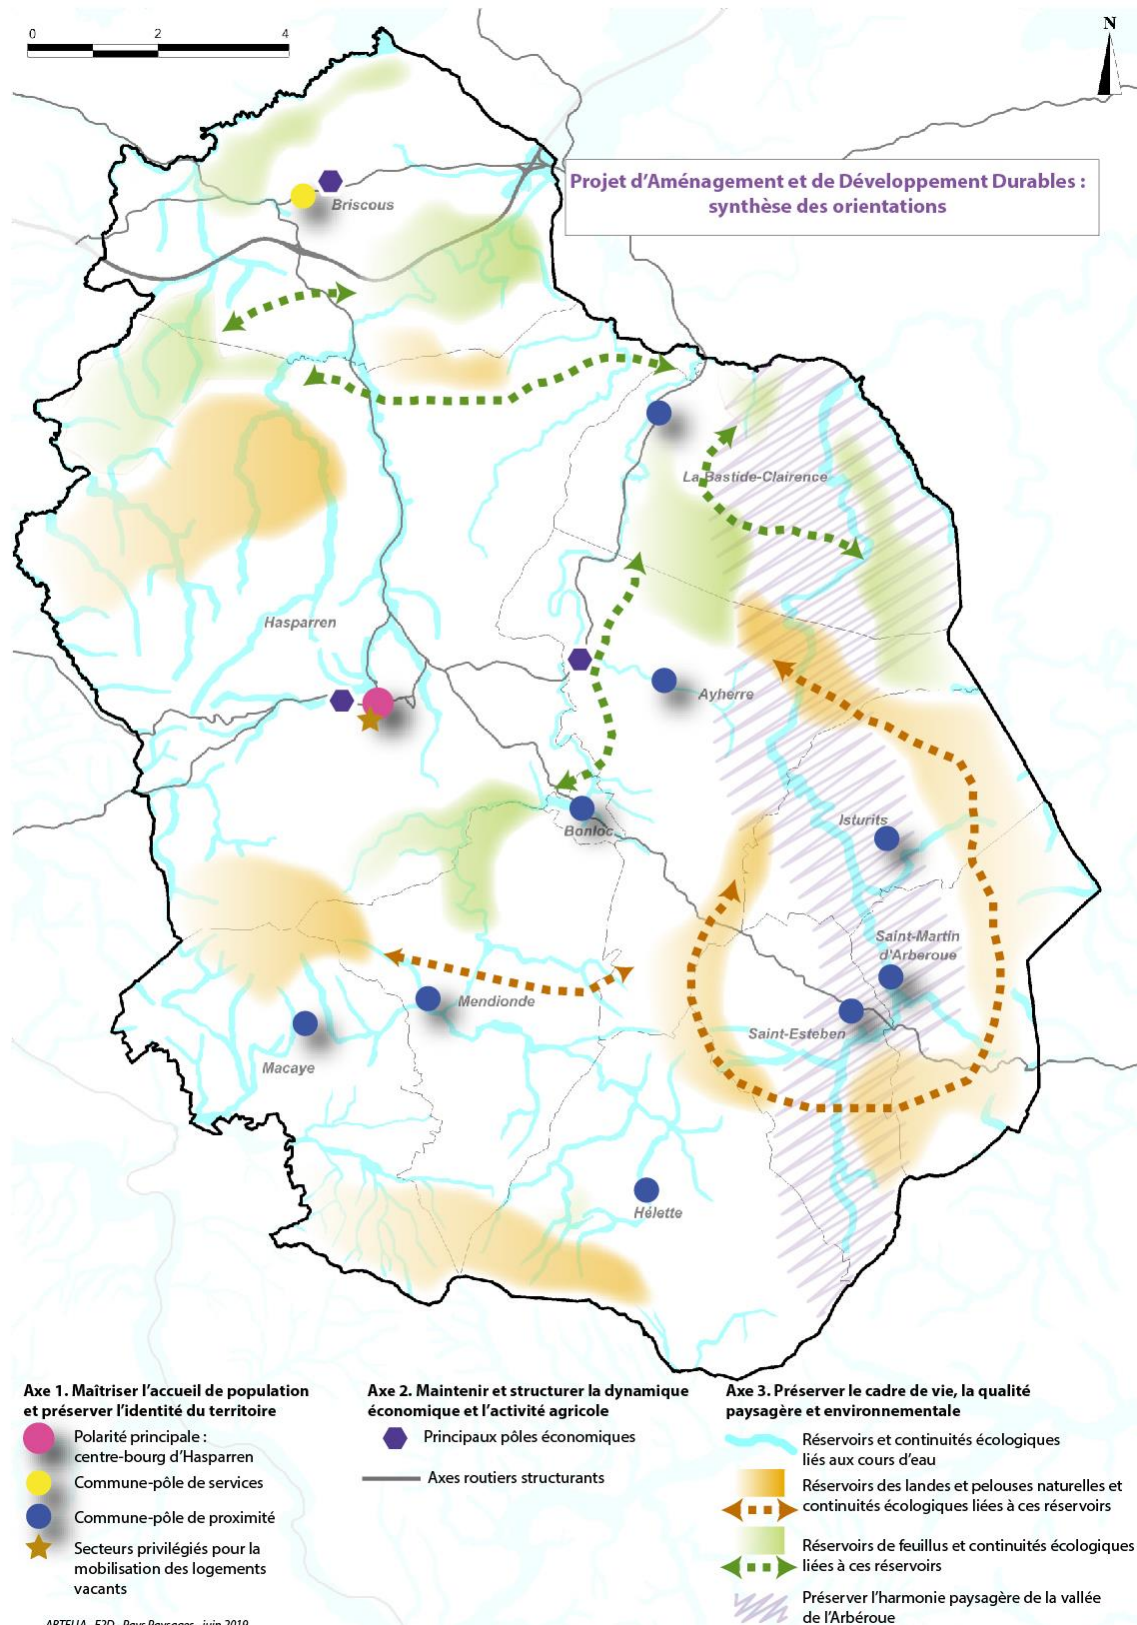 0 2 4
N
Projet d'Aménagement et de Développement Durables :
synthèse des orientations
Briscous
La Bastide-Clairence
Hasparren
Ayherre
Bonloc
Isturits
Saint-Martin
d'Arberoue
Mendionde
Saint-Esteben
Macaye
Hélette
Axe 1. Maîtriser l'accueil de population
et préserver l'identité du territoire
Polarité principale :
centre-bourg d'Hasparren
Commune-pôle de services
Commune-pôle de proximité
Secteurs privilégiés pour la
mobilisation des logements
vacants
Axe 2. Maintenir et structurer la dynamique
économique et l'activité agricole
Principaux pôles économiques
Axes routiers structurants
Axe 3. Préserver le cadre de vie, la qualité
paysagère et environnementale
Réservoirs et continuités écologiques
liés aux cours d'eau
Réservoirs des landes et pelouses naturelles et
continuités écologiques liées à ces réservoirs
Réservoirs de feuillus et continuités écologiques
liées à ces réservoirs
Préserver l'harmonie paysagère de la vallée
de l'Arbéroue
ARTELIA - E2D - Pays Paysages - juin 2019